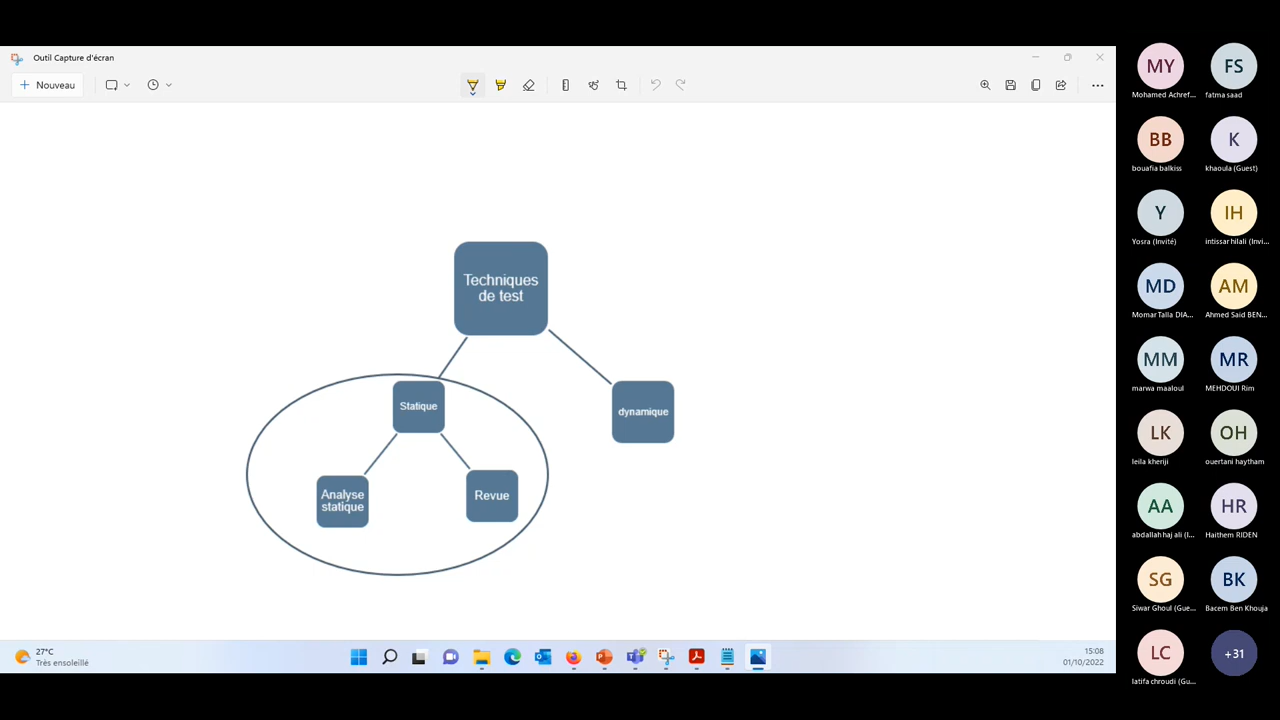 Outil Capture d'écran
Nouveau
Techniques
de test
Statique
dynamique
Analyse
statique
Revue
27°C
Très ensoleillé
15:08
01/10/2022
MY
Mohamed Achref...
FS
fatma saad
BB
bouafia balkiss
K
khaoula (Guest)
Y
Yosra (Invité)
IH
intissar hilali (Invi...
MD
Momar Talla DIA...
AM
Ahmed Said BEN...
MM
marwa maaloul
MR
MEHDOUI Rim
LK
leila kheriji
OH
ouertani haytham
AA
abdallah haj ali (I...
HR
Haithem RIDEN
SG
Siwar Ghoul (Gue...
BK
Bacem Ben Khouja
LC
latifa chroudi (Gu...
+31